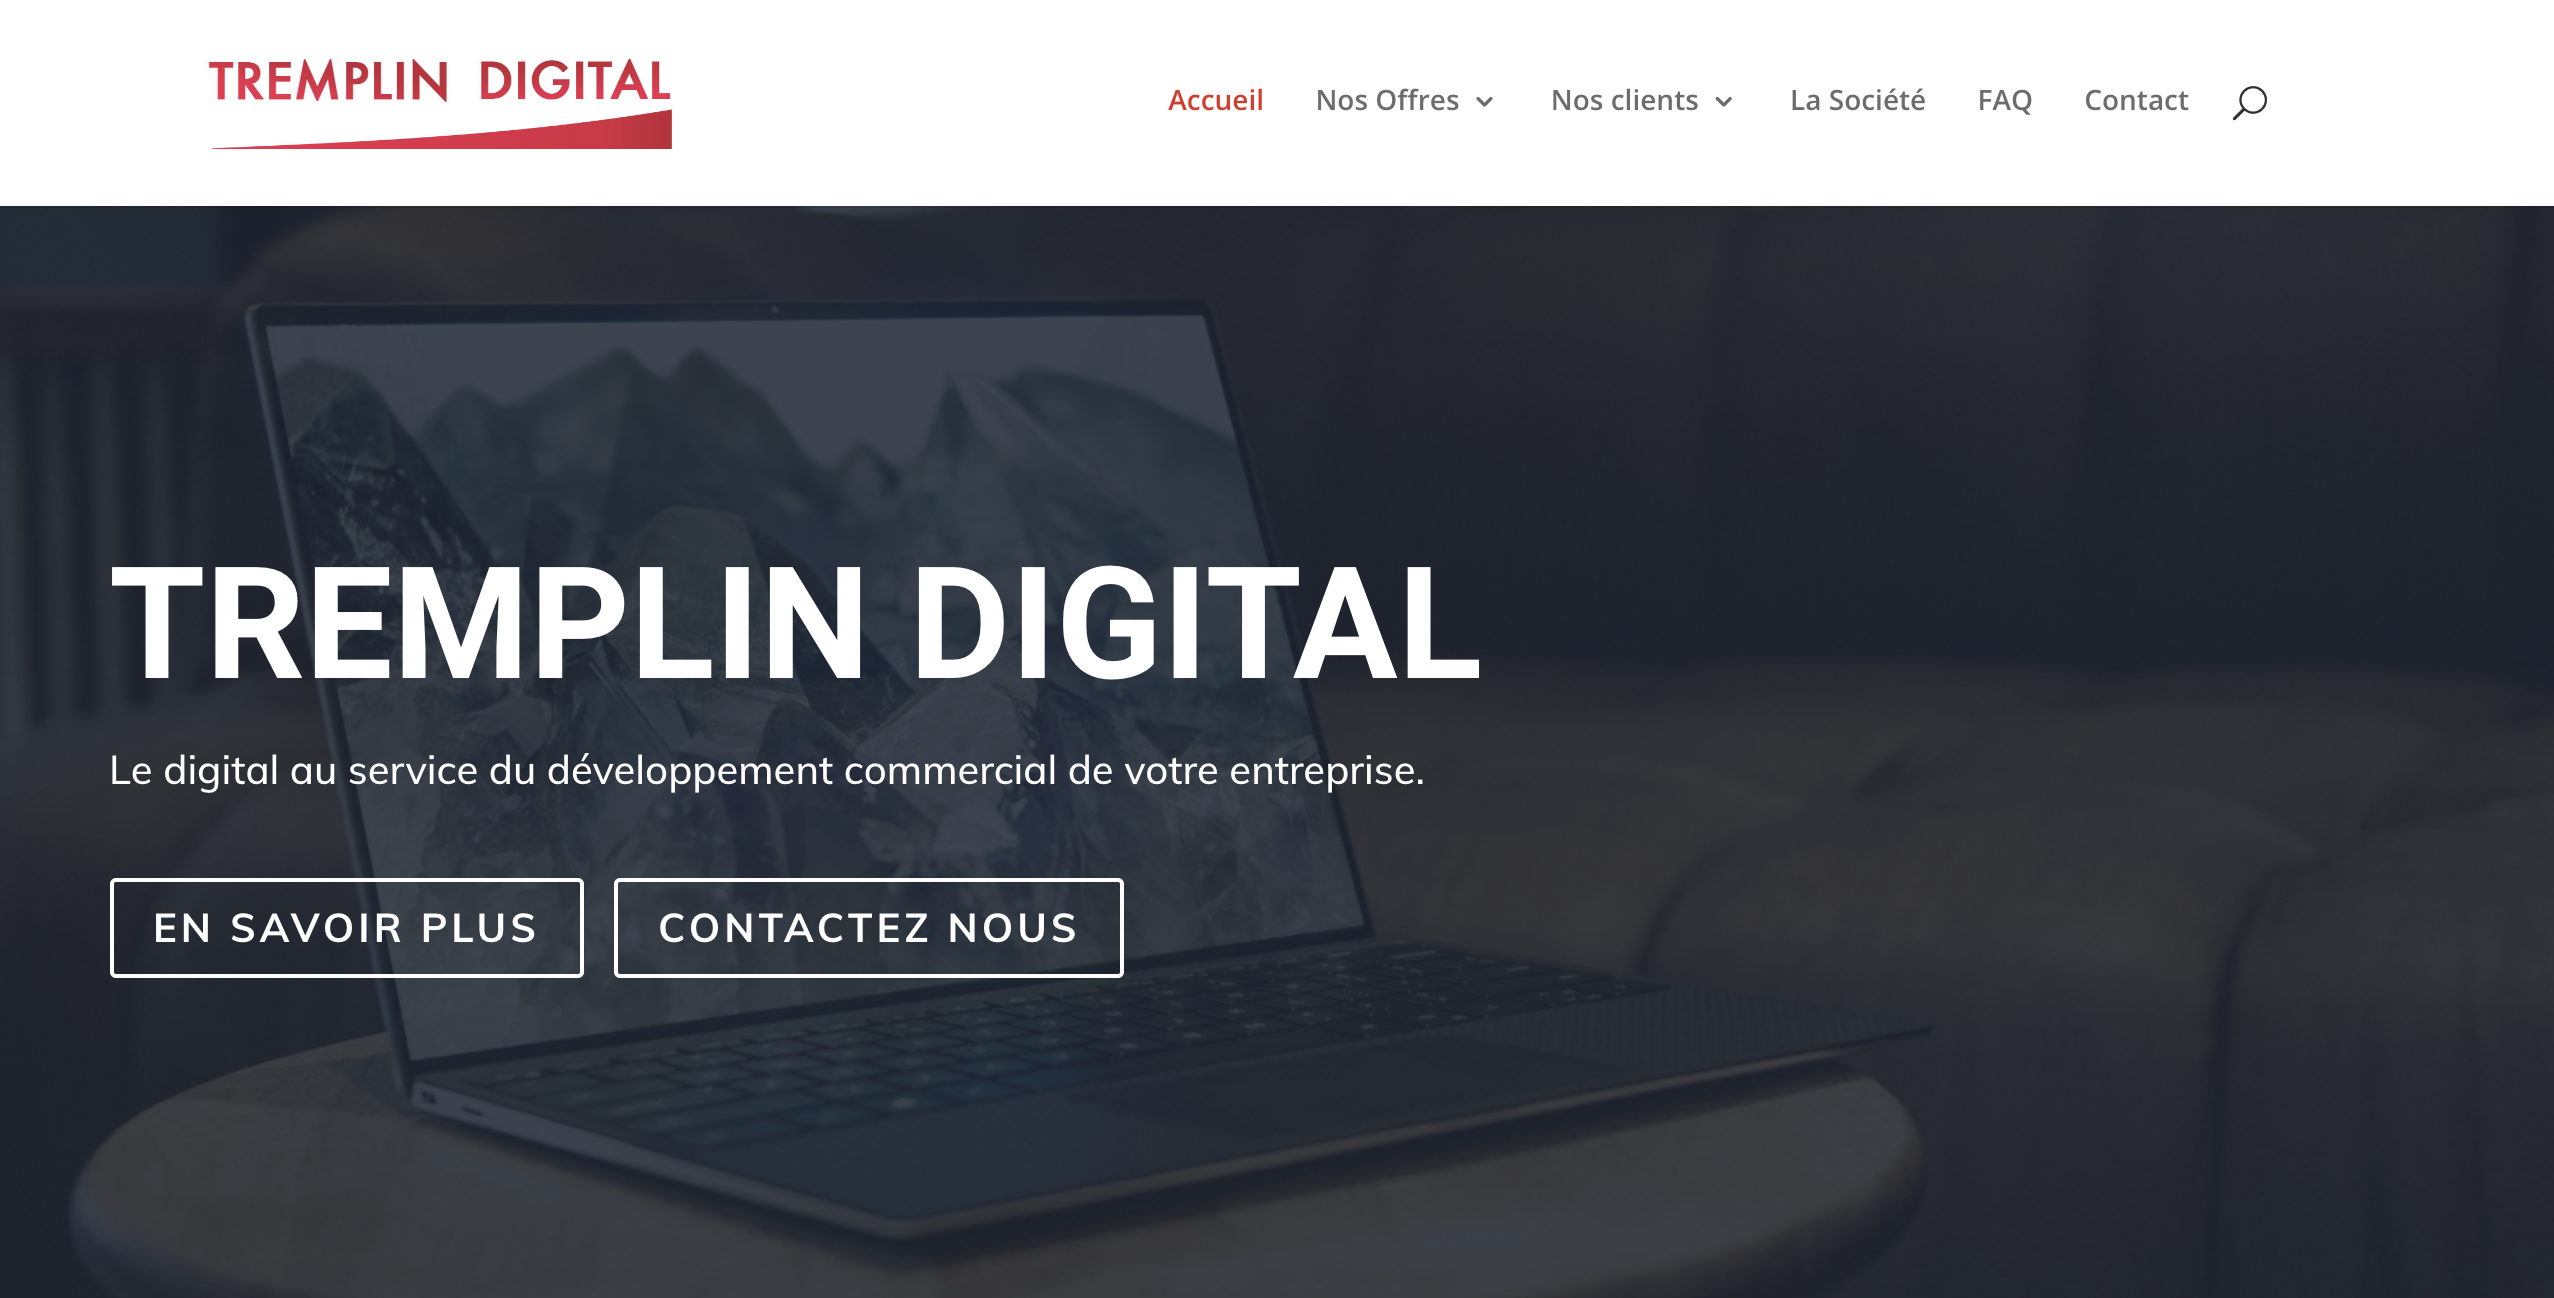 TREMPLIN DIGITAL
Accueil Nos Offres Nos clients La Société FAQ Contact
TREMPLIN DIGITAL
Le digital au service du développement commercial de votre entreprise.
EN SAVOIR PLUS CONTACTEZ NOUS